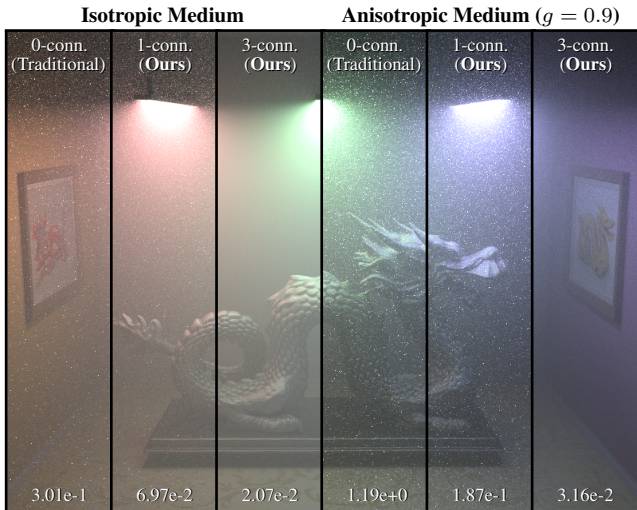 Isotropic Medium
Anisotropic Medium (g = 0.9)
0-conn.
(Traditional)
1-conn.
(Ours)
3-conn.
(Ours)
0-conn.
(Traditional)
1-conn.
(Ours)
3-conn.
(Ours)
3.01e-1
6.97e-2
2.07e-2
1.19e+0
1.87e-1
3.16e-2